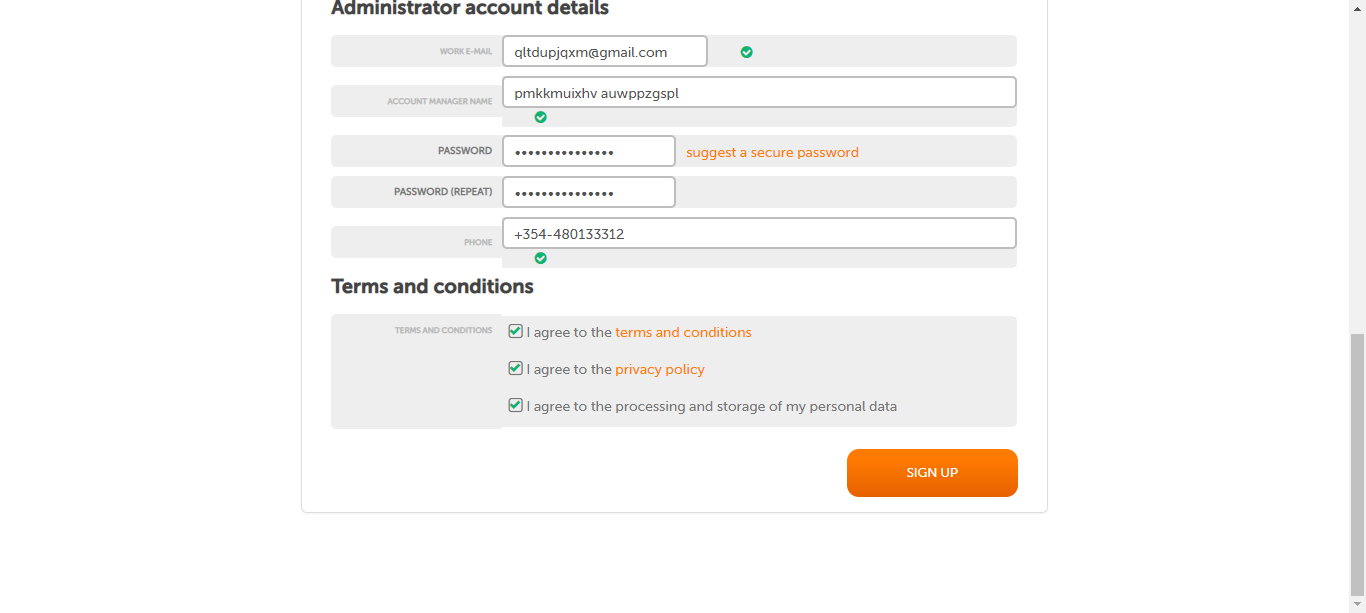 Administrator account details
WORK E-MAIL
qltdupjqxm@gmail.com
ACCOUNT MANAGER NAME
pmkkmuixhv auwppzgspl
PASSWORD
•••••••••••••••
suggest a secure password
PASSWORD (REPEAT)
•••••••••••••••
PHONE
+354-480133312
Terms and conditions
TERMS AND CONDITIONS
I agree to the terms and conditions
I agree to the privacy policy
I agree to the processing and storage of my personal data
SIGN UP